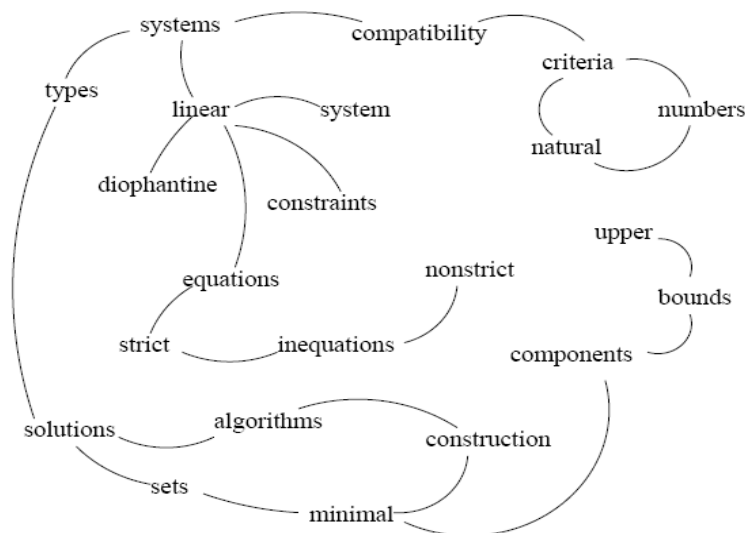 systems
compatibility
criteria
types
linear
system
numbers
natural
diophantine
constraints
upper
equations
nonstrict
bounds
strict
inequations
components
solutions
algorithms
construction
sets
minimal